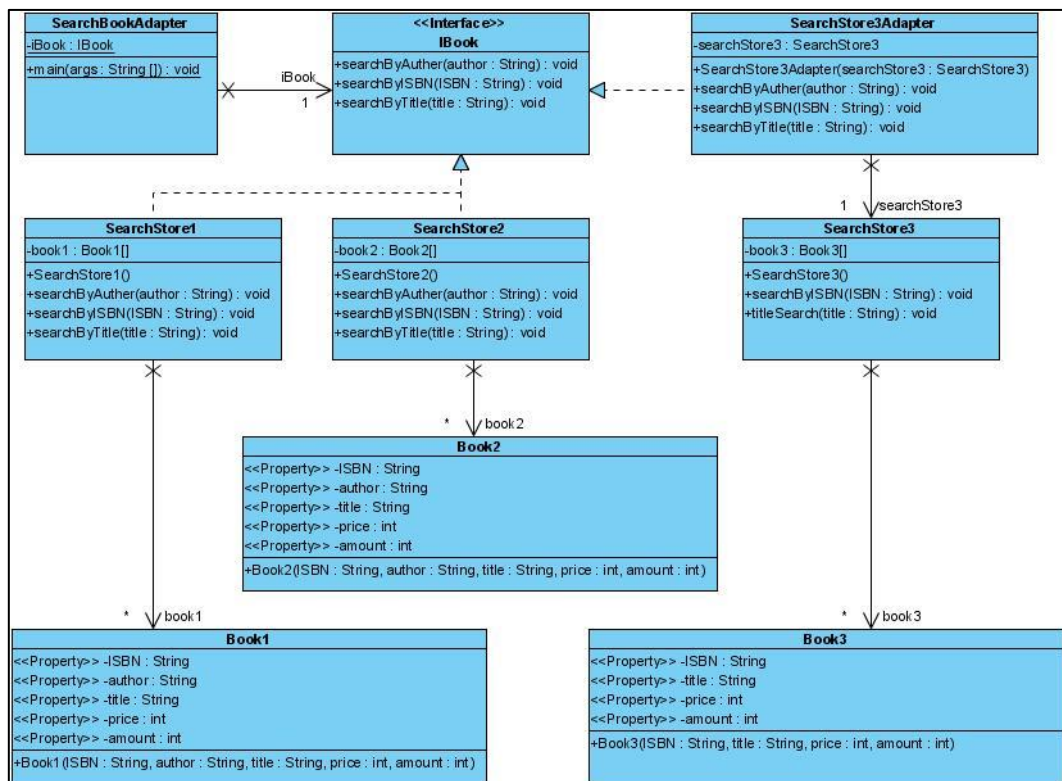 SearchBookAdapter
-iBook : IBook
+main(args : String []) : void
iBook
1
<<Interface>>
IBook
+searchByAuther(author : String) : void
+searchByISBN(ISBN : String) : void
+searchByTitle(title : String) : void
SearchStore3Adapter
-searchStore3 : SearchStore3
+SearchStore3Adapter(searchStore3 : SearchStore3)
+searchByAuther(author : String) : void
+searchByISBN(ISBN : String) : void
+searchByTitle(title : String) : void
1
/searchStore3
SearchStore1
-book1 : Book1[]
+SearchStore1()
+searchByAuther(author : String) : void
+searchByISBN(ISBN : String) : void
+searchByTitle(title : String) : void
SearchStore2
-book2 : Book2[]
+SearchStore2()
+searchByAuther(author : String) : void
+searchByISBN(ISBN : String) : void
+searchByTitle(title : String) : void
SearchStore3
-book3 : Book3[]
+SearchStore3()
+searchByISBN(ISBN : String) : void
+titleSearch(title : String) : void
* book2
Book2
<<Property>> -ISBN : String
<<Property>> -author : String
<<Property>> -title : String
<<Property>> -price : int
<<Property>> -amount : int
+Book2(ISBN : String, author : String, title : String, price : int, amount : int)
* book1
Book1
<<Property>> -ISBN : String
<<Property>> -author : String
<<Property>> -title : String
<<Property>> -price : int
<<Property>> -amount : int
+Book1(ISBN : String, author : String, title : String, price : int, amount : int)
* book3
Book3
<<Property>> -ISBN : String
<<Property>> -title : String
<<Property>> -price : int
<<Property>> -amount : int
+Book3(ISBN : String, title : String, price : int, amount : int)